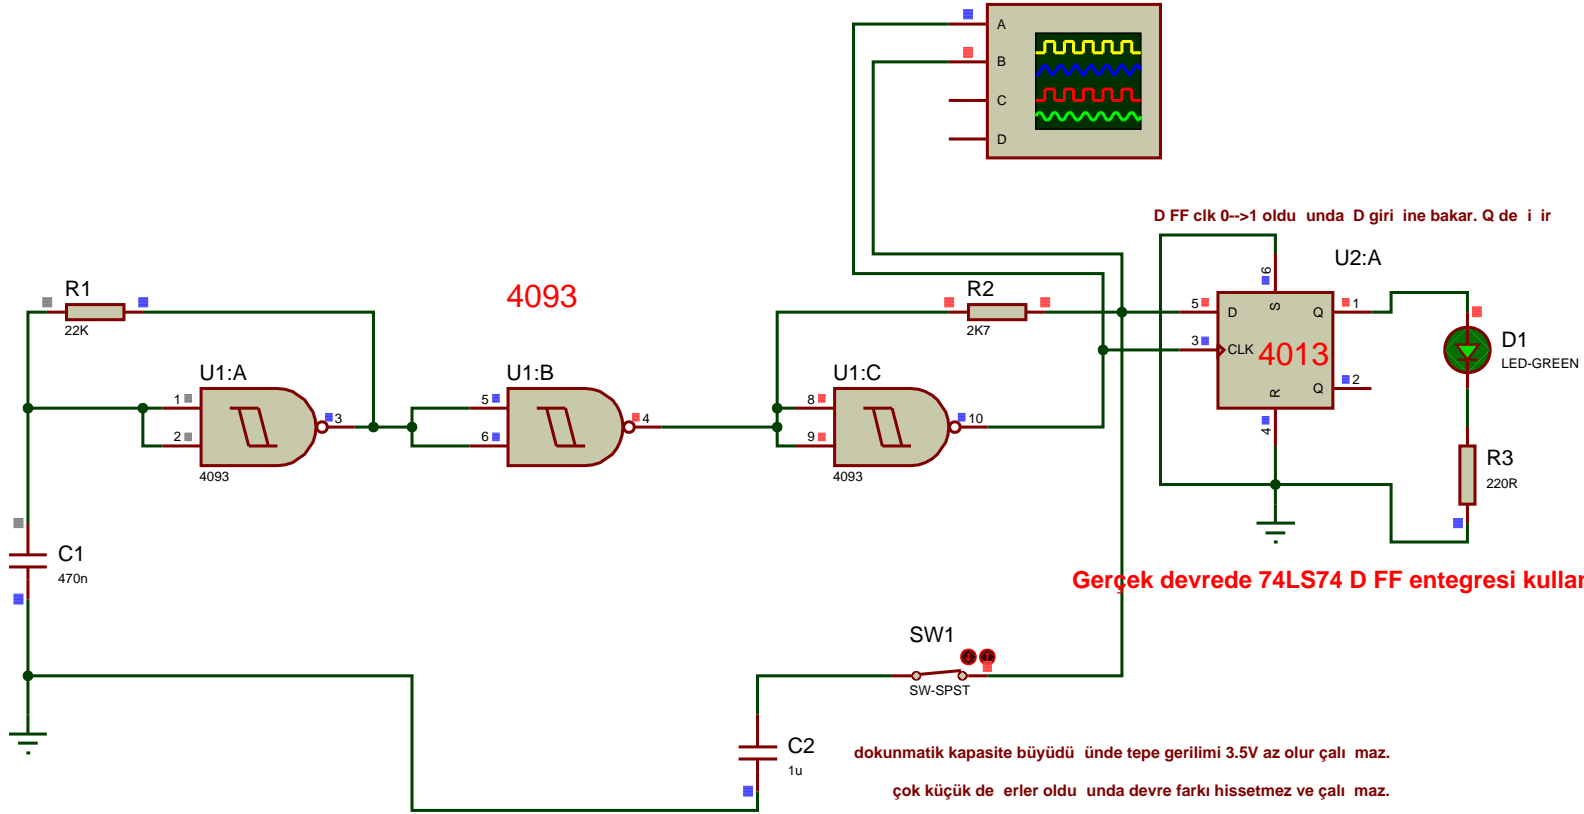 A
B
C
D
D FF clk 0-->1 oldu unda D giri ine bakar. Q de i ir
U2:A
R1
22K
4093
R2
2K7
6
5
D
S
Q
1
3
CLK
4013
Q
2
R
4
D1
LED-GREEN
U1:A
1
2
3
4093
U1:B
5
6
4
U1:C
8
9
10
4093
R3
220R
C1
470n
Gerçek devrede 74LS74 D FF entegresi kullar
SW1
SW-SPST
C2
1u
dokunmatik kapasite büyüdü ünde tepe gerilimi 3.5V az olur çalı maz.
çok küçük de erler oldu unda devre farkı hissetmez ve çalı maz.